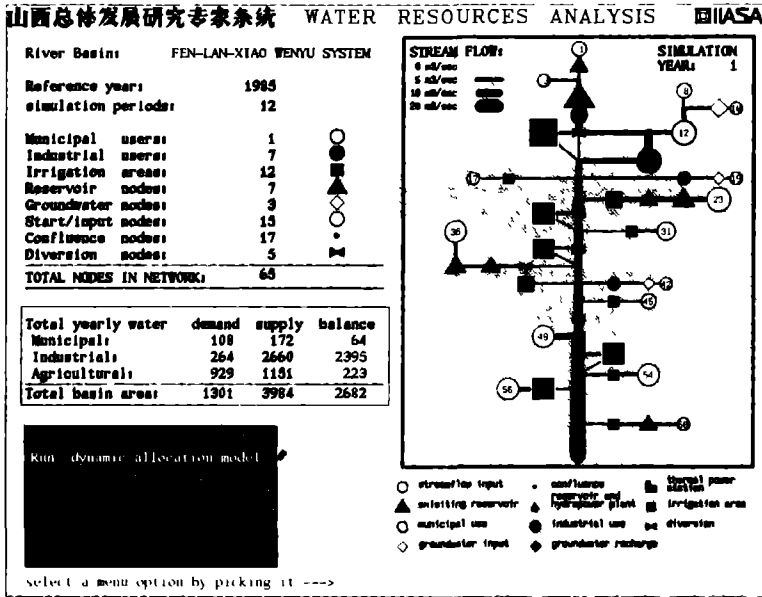 山西总体发展研究专家系统 WATER RESOURCES ANALYSIS IIASA
River Basin: FEN-LAN-XIAO WENYU SYSTEM
Reference year: 1985
simulation periods: 12
Municipal users: 1
Industrial users: 7
Irrigation areas: 12
Reservoir nodes: 7
Groundwater nodes: 3
Start/input nodes: 13
Confluence nodes: 17
Diversion nodes: 5
TOTAL NODES IN NETWORK: 65
Total yearly water demand supply balance
Municipal: 108 172 64
Industrial: 264 2660 2395
Agricultural: 929 1151 223
Total basin area: 1301 3984 2682
Run dynamic allocation model
select a menu option by picking it --->
STREAM FLOW:
0 m3/sec
5 m3/sec
10 m3/sec
20 m3/sec
SIMULATION
YEAR: 1
1
8
12
17
23
36
31
42
45
49
54
56
streamflow input
confluence
thermal power station
exisiting reservoir
reservoir and hydropower plant
irrigation area
municipal use
industrial use
diversion
groundwater input
groundwater recharge